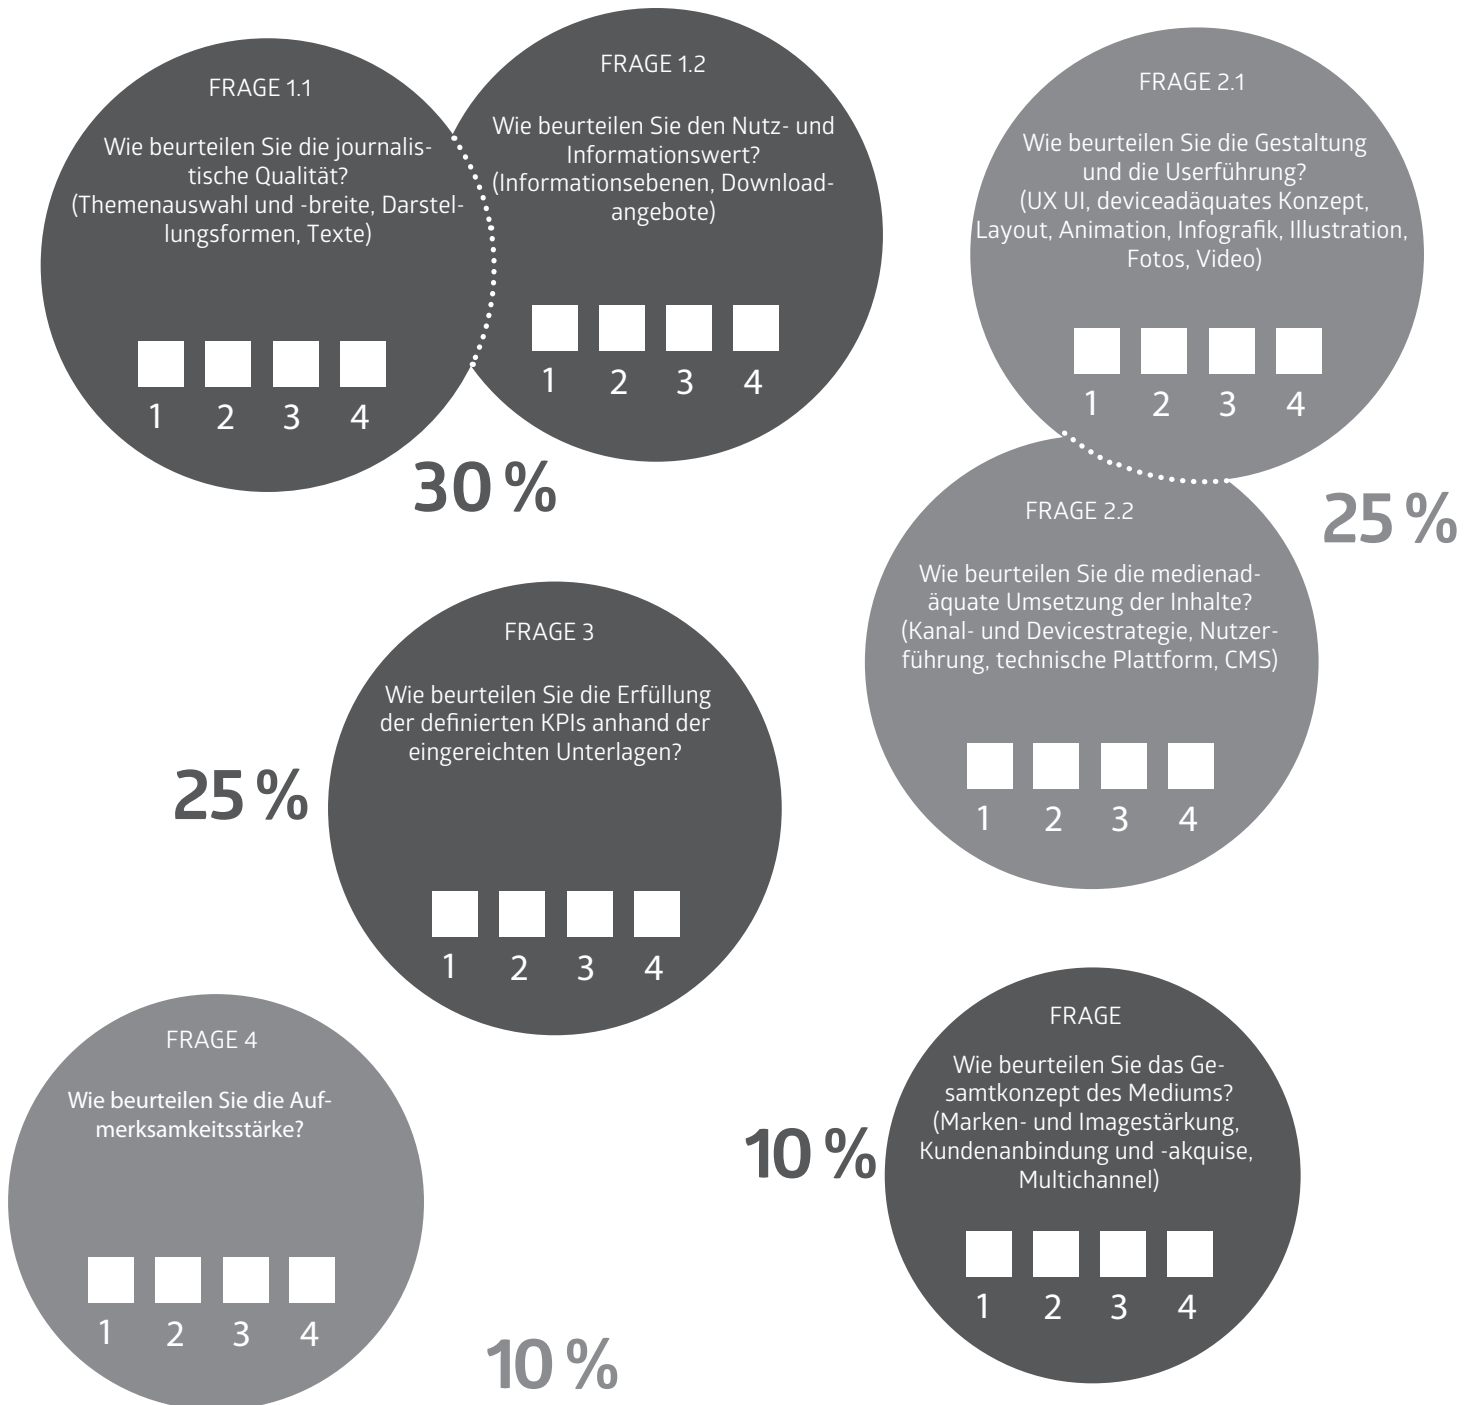 FRAGE 1.1
Wie beurteilen Sie die journalis-
tische Qualität?
(Themenauswahl und -breite, Darstel-
lungsformen, Texte)
1 2 3 4
FRAGE 1.2
Wie beurteilen Sie den Nutz- und
Informationswert?
(Informationsebenen, Download-
angebote)
1 2 3 4
30 %
FRAGE 2.1
Wie beurteilen Sie die Gestaltung
und die Userführung?
(UX UI, deviceadäquates Konzept,
Layout, Animation, Infografik, Illustration,
Fotos, Video)
1 2 3 4
FRAGE 2.2
Wie beurteilen Sie die medienad-
äquate Umsetzung der Inhalte?
(Kanal- und Devicestrategie, Nutzer-
führung, technische Plattform, CMS)
1 2 3 4
25 %
FRAGE 3
Wie beurteilen Sie die Erfüllung
der definierten KPIs anhand der
eingereichten Unterlagen?
1 2 3 4
25 %
FRAGE 4
Wie beurteilen Sie die Auf-
merksamkeitsstärke?
1 2 3 4
10 %
FRAGE
Wie beurteilen Sie das Ge-
samtkonzept des Mediums?
(Marken- und Imagestärkung,
Kundenanbindung und -akquise,
Multichannel)
1 2 3 4
10 %